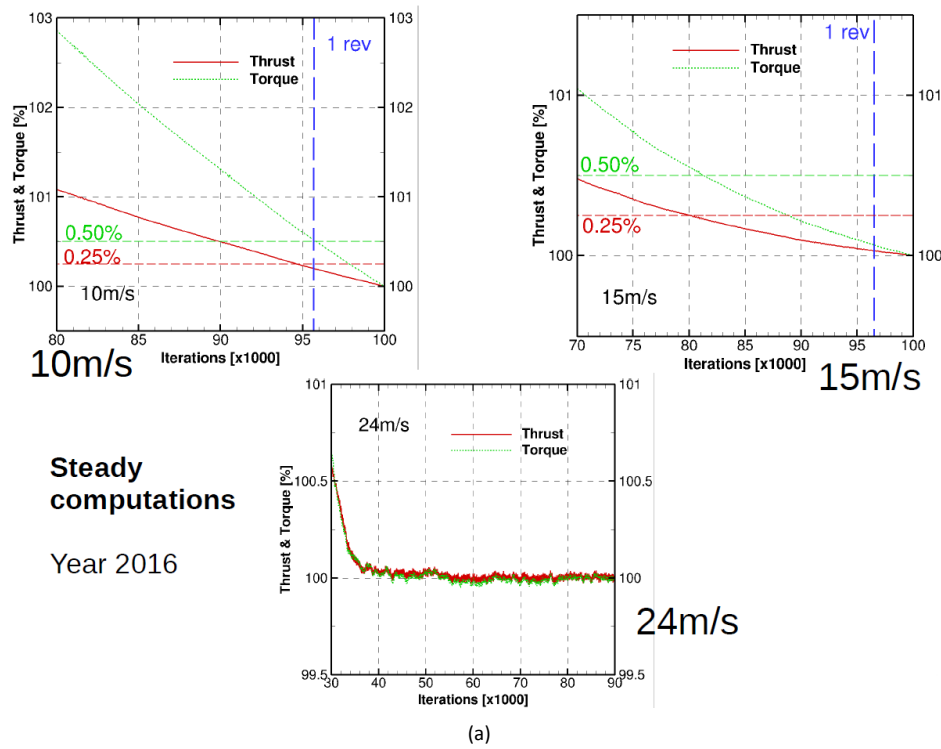 103
102
101
100
Thrust & Torque [%]
1 rev
Thrust
Torque
103
102
101
100
0.50%
0.25%
10m/s
80
85
90
95
100
Iterations [x1000]
10m/s
101
100
Thrust & Torque [%]
1 rev
Thrust
Torque
101
100
0.50%
0.25%
15m/s
70
75
80
85
90
95
100
Iterations [x1000]
15m/s
101
100.5
100
99.5
Thrust & Torque [%]
24m/s
Thrust
Torque
101
100.5
100
99.5
30
40
50
60
70
80
90
Iterations [x1000]
24m/s
Steady
computations
Year 2016
(a)